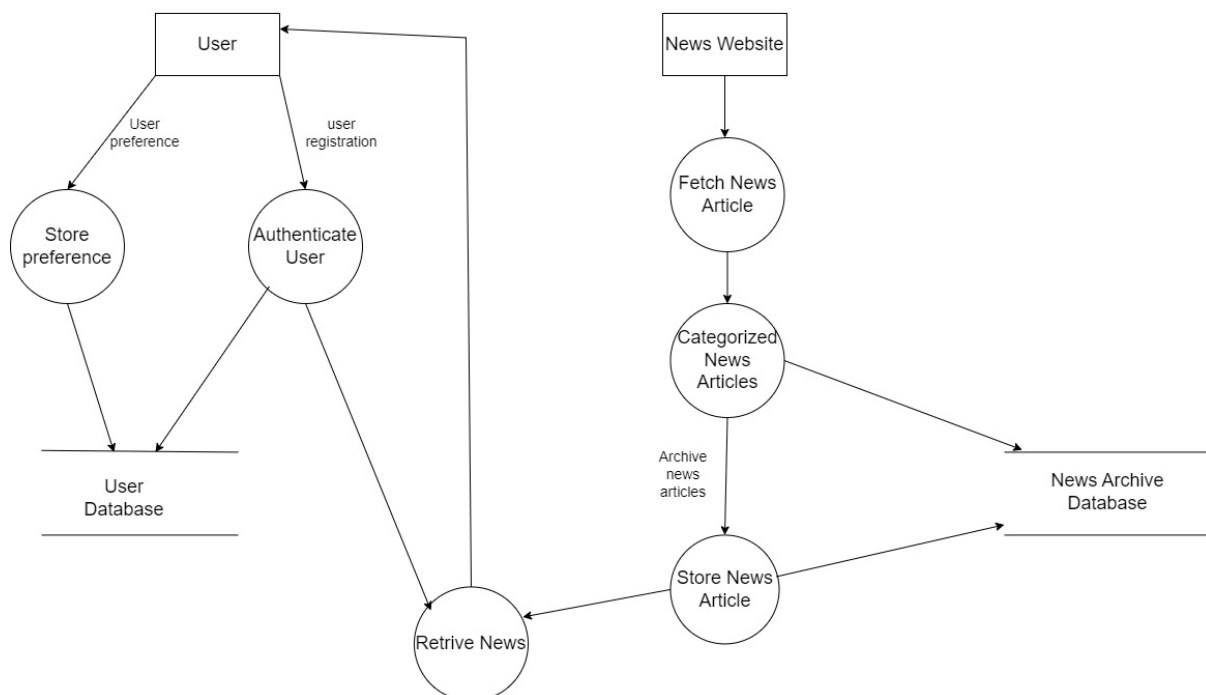 User
News Website
User
preference
user
registration
Fetch News
Article
Store
preference
Authenticate
User
Categorized
News
Articles
Archive
news
articles
User
Database
News Archive
Database
Store News
Article
Retrive News